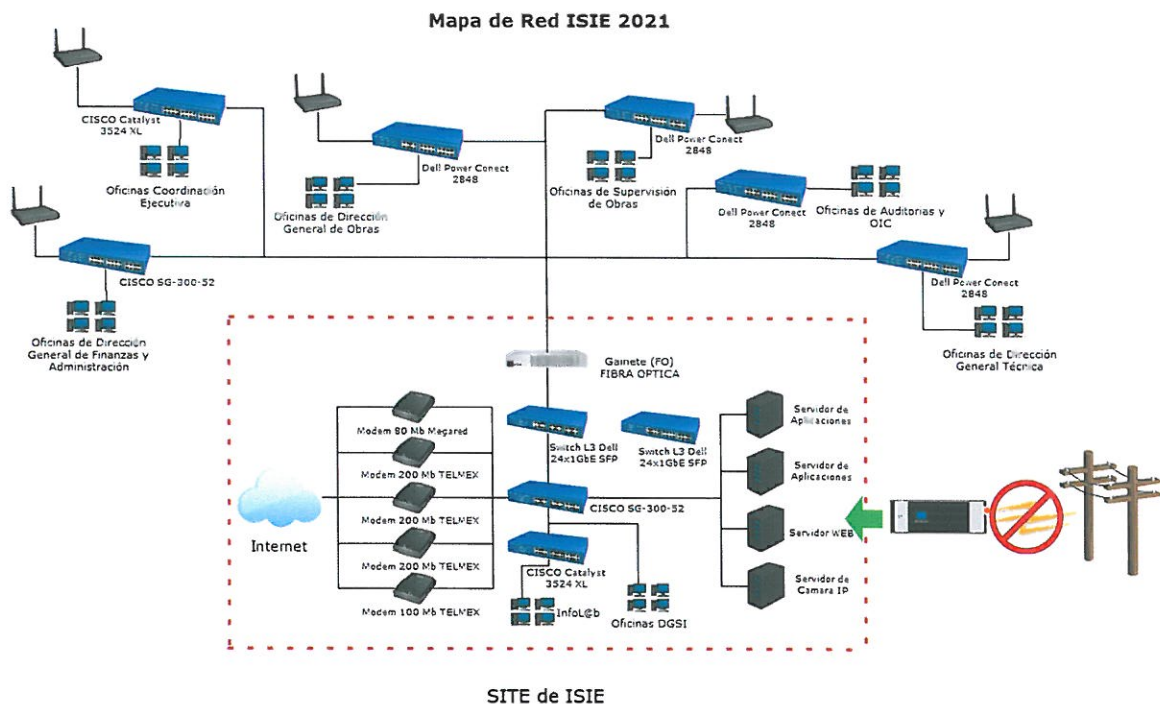 Mapa de Red ISIE 2021
CISCO Catalyst
3524 XL
Oficinas Coordinación
Ejecutiva
Dell Power Conect
2848
Oficinas de Dirección
General de Obras
Dell Power Conect
2848
Oficinas de Supervisión
de Obras
Dell Power Conect
2848
Oficinas de Auditorias y
OIC
CISCO SG-300-52
Oficinas de Dirección
General de Finanzas y
Administración
Dell Power Conect
2848
Oficinas de Dirección
General Técnica
Gainete (FO)
FIBRA OPTICA
Switch L3 Dell
24x1GbE SFP
Switch L3 Dell
24x1GbE SFP
Modem 80 Mb Megared
Modem 200 Mb TELMEX
Modem 200 Mb TELMEX
Modem 200 Mb TELMEX
Modem 100 Mb TELMEX
Internet
CISCO SG-300-52
CISCO Catalyst
3524 XL
InfoL@b
Oficinas DGSI
Servidor de
Aplicaciones
Servidor de
Aplicaciones
Servidor WEB
Servidor de
Camara IP
SITE de ISIE